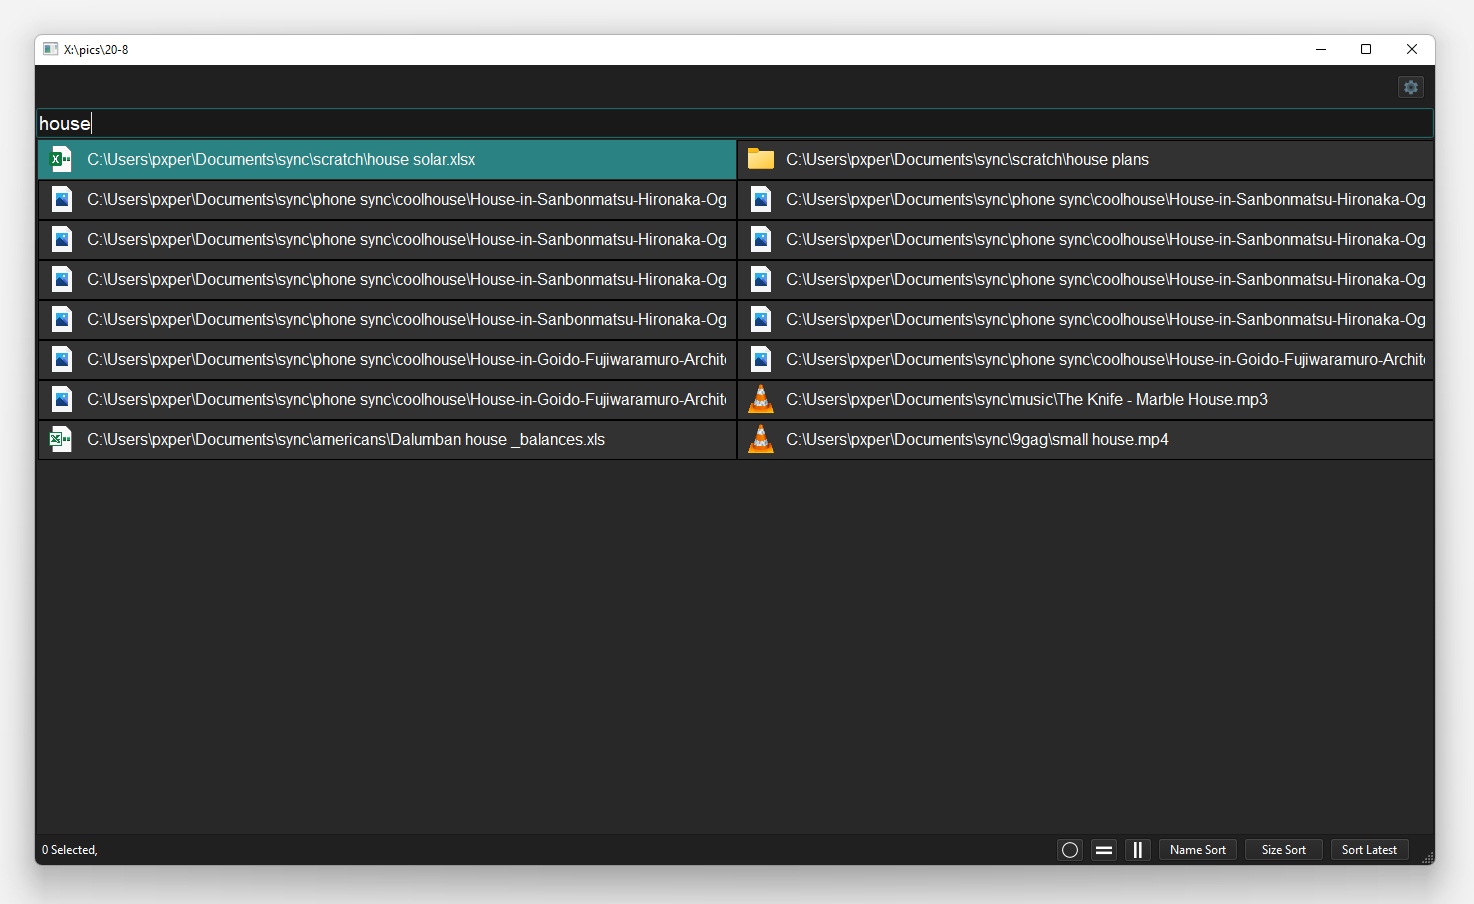 X:\pics\20-8
house
C:\Users\pxper\Documents\sync\scratch\house solar.xlsx
C:\Users\pxper\Documents\sync\scratch\house plans
C:\Users\pxper\Documents\sync\phone sync\coolhouse\House-in-Sanbonmatsu-Hironaka-Og
C:\Users\pxper\Documents\sync\phone sync\coolhouse\House-in-Sanbonmatsu-Hironaka-Og
C:\Users\pxper\Documents\sync\phone sync\coolhouse\House-in-Sanbonmatsu-Hironaka-Og
C:\Users\pxper\Documents\sync\phone sync\coolhouse\House-in-Sanbonmatsu-Hironaka-Og
C:\Users\pxper\Documents\sync\phone sync\coolhouse\House-in-Sanbonmatsu-Hironaka-Og
C:\Users\pxper\Documents\sync\phone sync\coolhouse\House-in-Sanbonmatsu-Hironaka-Og
C:\Users\pxper\Documents\sync\phone sync\coolhouse\House-in-Sanbonmatsu-Hironaka-Og
C:\Users\pxper\Documents\sync\phone sync\coolhouse\House-in-Sanbonmatsu-Hironaka-Og
C:\Users\pxper\Documents\sync\phone sync\coolhouse\House-in-Goido-Fujiwaramuro-Archit
C:\Users\pxper\Documents\sync\phone sync\coolhouse\House-in-Goido-Fujiwaramuro-Archit
C:\Users\pxper\Documents\sync\phone sync\coolhouse\House-in-Goido-Fujiwaramuro-Archit
C:\Users\pxper\Documents\sync\music\The Knife - Marble House.mp3
C:\Users\pxper\Documents\sync\americans\Dalumban house _balances.xls
C:\Users\pxper\Documents\sync\9gag\small house.mp4
0 Selected,
Name Sort
Size Sort
Sort Latest